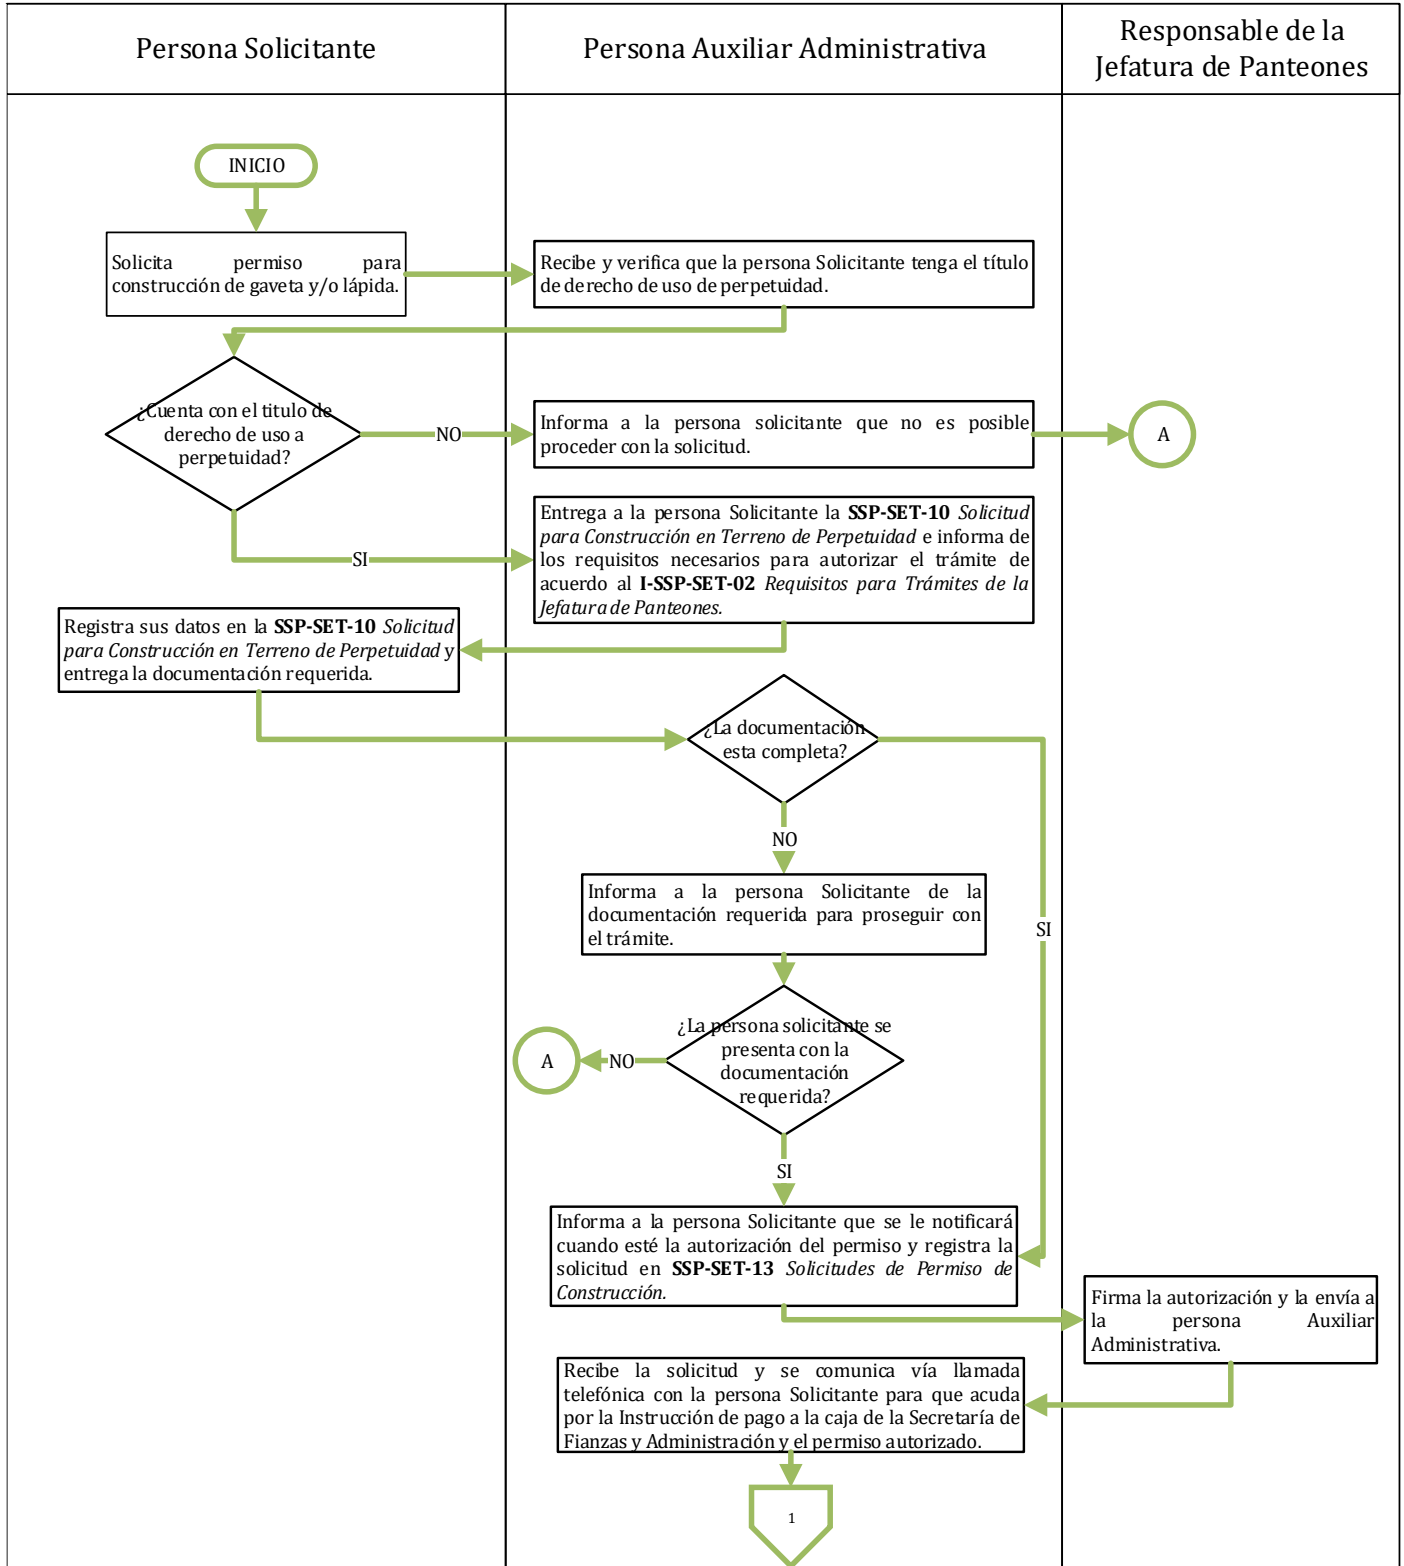 Persona Solicitante
Persona Auxiliar Administrativa
Responsable de la
Jefatura de Panteones
INICIO
Solicita permiso para
construcción de gaveta y/o lápida.
Recibe y verifica que la persona Solicitante tenga el título
de derecho de uso de perpetuidad.
¿Cuenta con el titulo de
derecho de uso a
perpetuidad?
NO
Informa a la persona solicitante que no es posible
proceder con la solicitud.
A
SI
Entrega a la persona Solicitante la SSP-SET-10 Solicitud
para Construcción en Terreno de Perpetuidad e informa de
los requisitos necesarios para autorizar el trámite de
acuerdo al I-SSP-SET-02 Requisitos para Trámites de la
Jefatura de Panteones.
Registra sus datos en la SSP-SET-10 Solicitud
para Construcción en Terreno de Perpetuidad y
entrega la documentación requerida.
¿La documentación
esta completa?
NO
SI
Informa a la persona Solicitante de la
documentación requerida para proseguir con
el trámite.
¿La persona solicitante se
presenta con la
documentación
requerida?
NO
A
SI
Informa a la persona Solicitante que se le notificará
cuando esté la autorización del permiso y registra la
solicitud en SSP-SET-13 Solicitudes de Permiso de
Construcción.
Firma la autorización y la envía a
la persona Auxiliar
Administrativa.
Recibe la solicitud y se comunica vía llamada
telefónica con la persona Solicitante para que acuda
por la Instrucción de pago a la caja de la Secretaría de
Fianzas y Administración y el permiso autorizado.
1